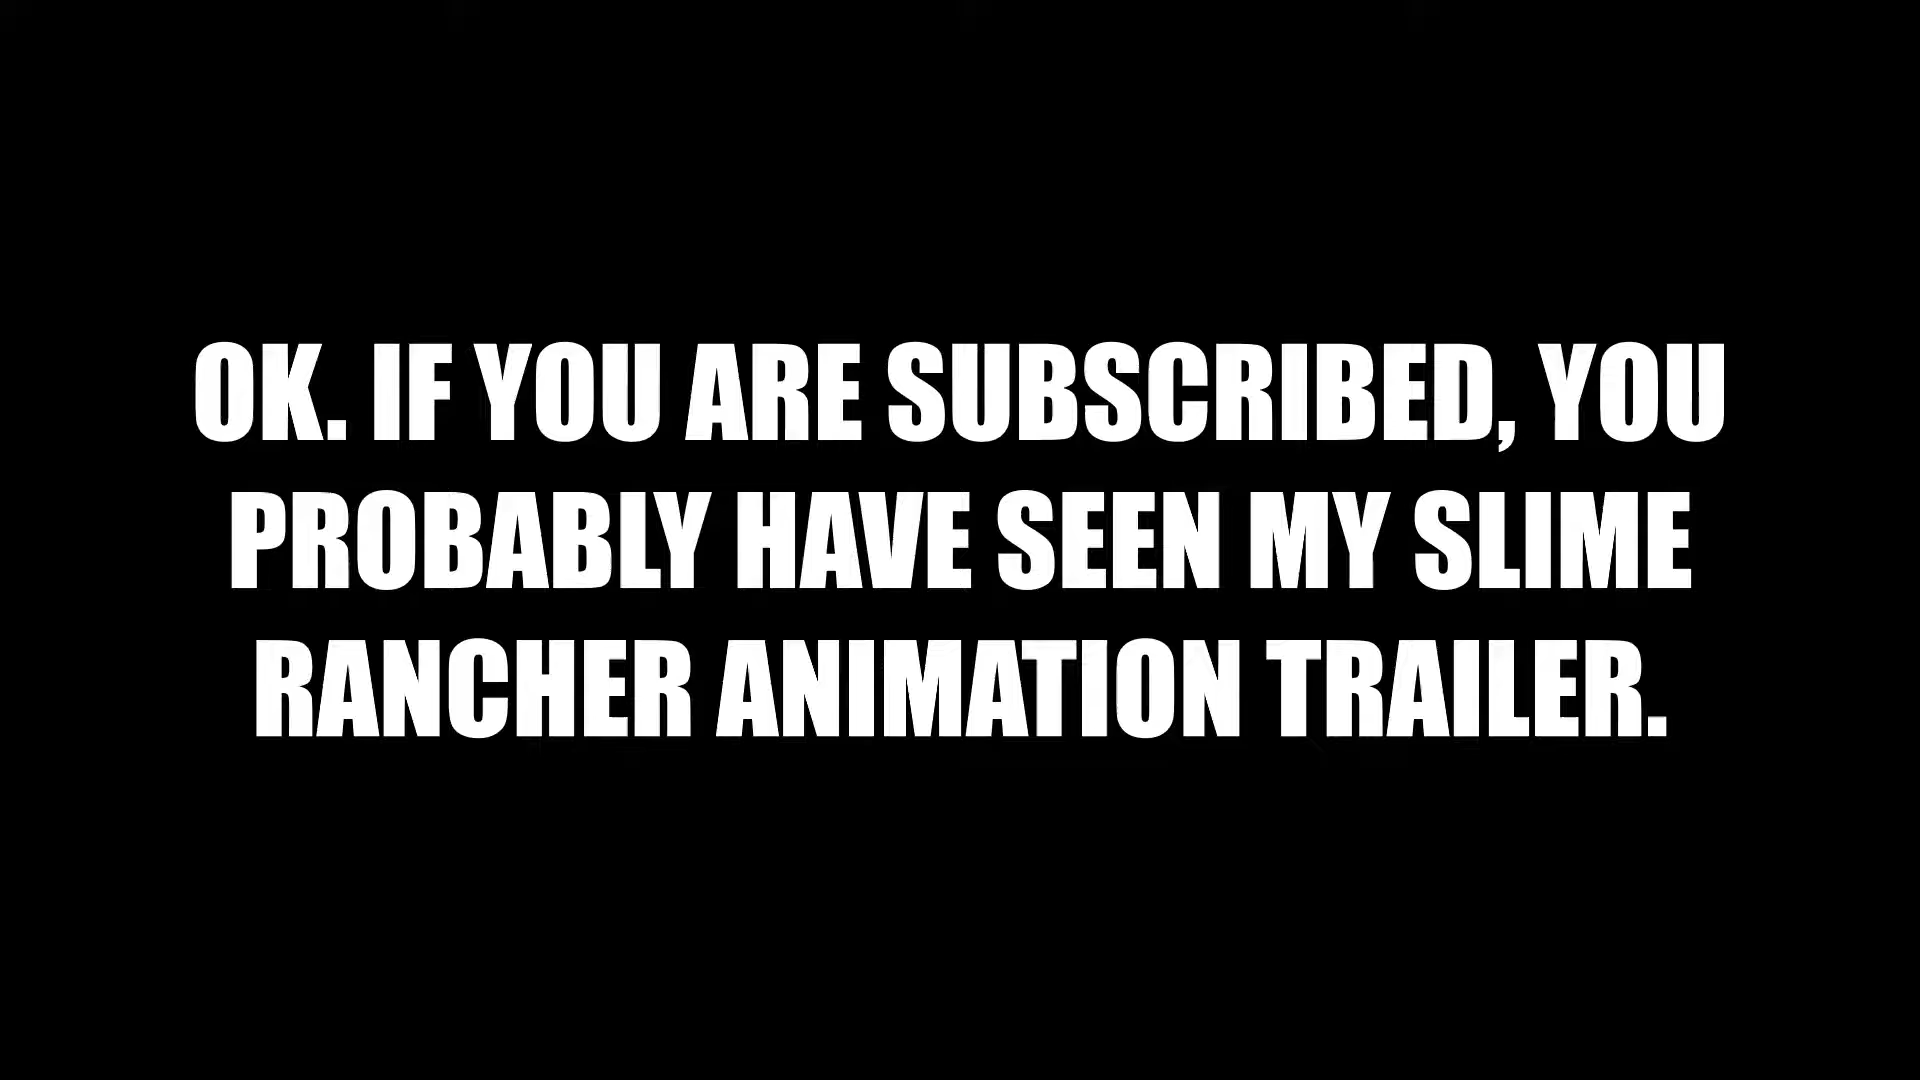 OK. IF YOU ARE SUBSCRIBED, YOU
PROBABLY HAVE SEEN MY SLIME
RANCHER ANIMATION TRAILER.